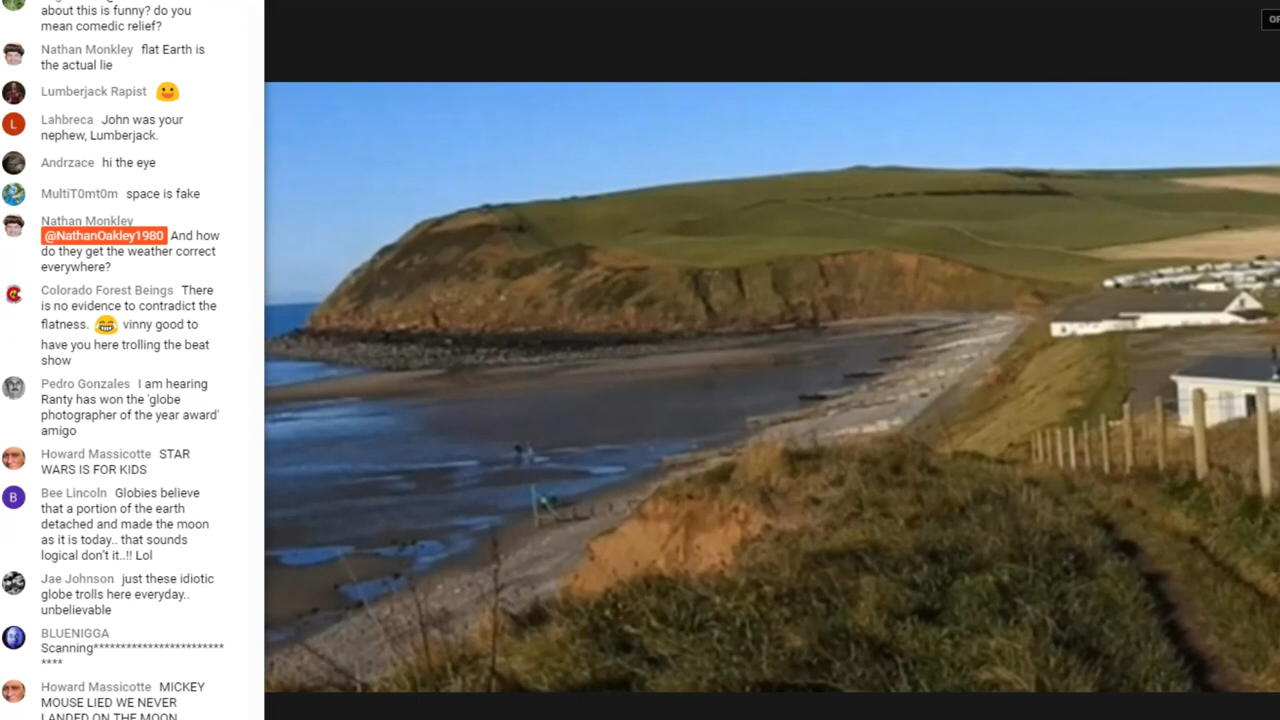 about this is funny? do you
mean comedic relief?
Nathan Monkley flat Earth is
the actual lie
Lumberjack Rapist
L Lahbreca John was your
nephew, Lumberjack.
Andrzace hi the eye
MultiT0mt0m space is fake
Nathan Monkley
@NathanOakley1980 And how
do they get the weather correct
everywhere?
Colorado Forest Beings There
is no evidence to contradict the
flatness. vinny good to
have you here trolling the beat
show
Pedro Gonzales I am hearing
Ranty has won the 'globe
photographer of the year award'
amigo
Howard Massicotte STAR
WARS IS FOR KIDS
B Bee Lincoln Globies believe
that a portion of the earth
detached and made the moon
as it is today.. that sounds
logical don't it..!! Lol
Jae Johnson just these idiotic
globe trolls here everyday..
unbelievable
BLUENIGGA
Scanning************************
****
Howard Massicotte MICKEY
MOUSE LIED WE NEVER
LANDED ON THE MOON